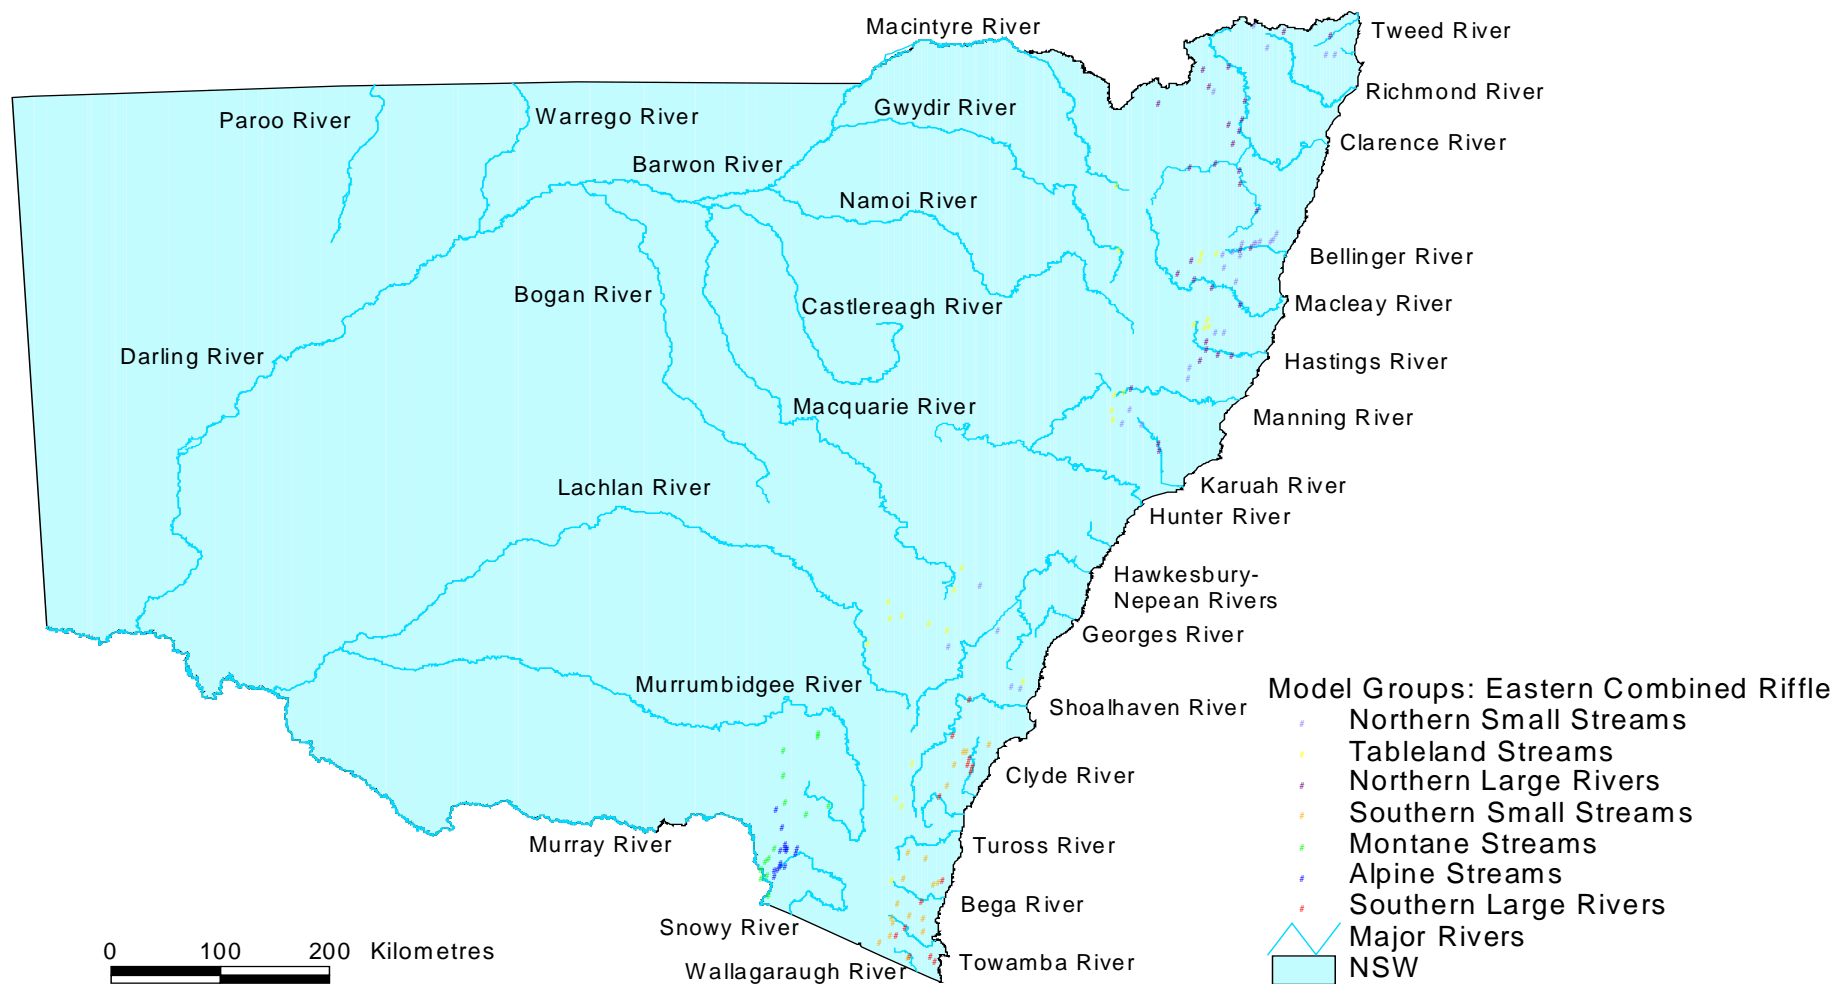 Macintyre River
Tweed River
Paroo River
Warrego River
Gwydir River
Richmond River
Barwon River
Clarence River
Namoi River
Bellinger River
Bogan River
Castlereagh River
Macleay River
Darling River
Hastings River
Macquarie River
Manning River
Lachlan River
Karuah River
Hunter River
Hawkesbury-
Nepean Rivers
Georges River
Murrumbidgee River
Shoalhaven River
Clyde River
Murray River
Tuross River
Bega River
Snowy River
Wallagaraugh River
Towamba River
0 100 200 Kilometres
Model Groups: Eastern Combined Riffle
# Northern Small Streams
# Tableland Streams
# Northern Large Rivers
# Southern Small Streams
# Montane Streams
# Alpine Streams
# Southern Large Rivers
Major Rivers
NSW